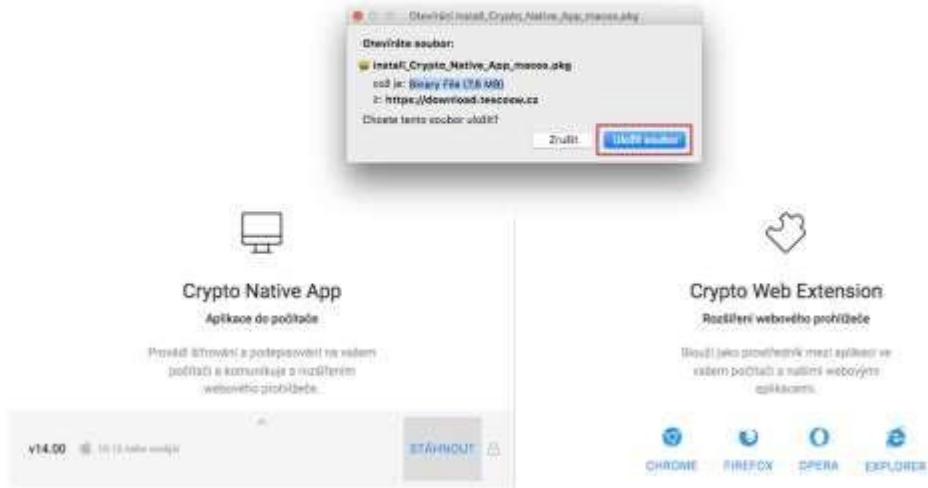 Otevírání install_Crypto_Native_App_macos.pkg
Otevíráte soubor:
install_Crypto_Native_App_macos.pkg
což je: Binary File (7,6 MB)
z: https://download.tescosw.cz
Chcete tento soubor uložit?
Zrušit
Uložit soubor
Crypto Native App
Aplikace do počítače
Provádí šifrování a podepisování na vašem
počítači a komunikuje s rozšířením
webového prohlížeče.
v14.00
STÁHNOUT
Crypto Web Extension
Rozšíření webového prohlížeče
Slouží jako prostředník mezi aplikací ve
vašem počítači a našimi webovými
aplikacemi.
CHROME
FIREFOX
OPERA
EXPLORER